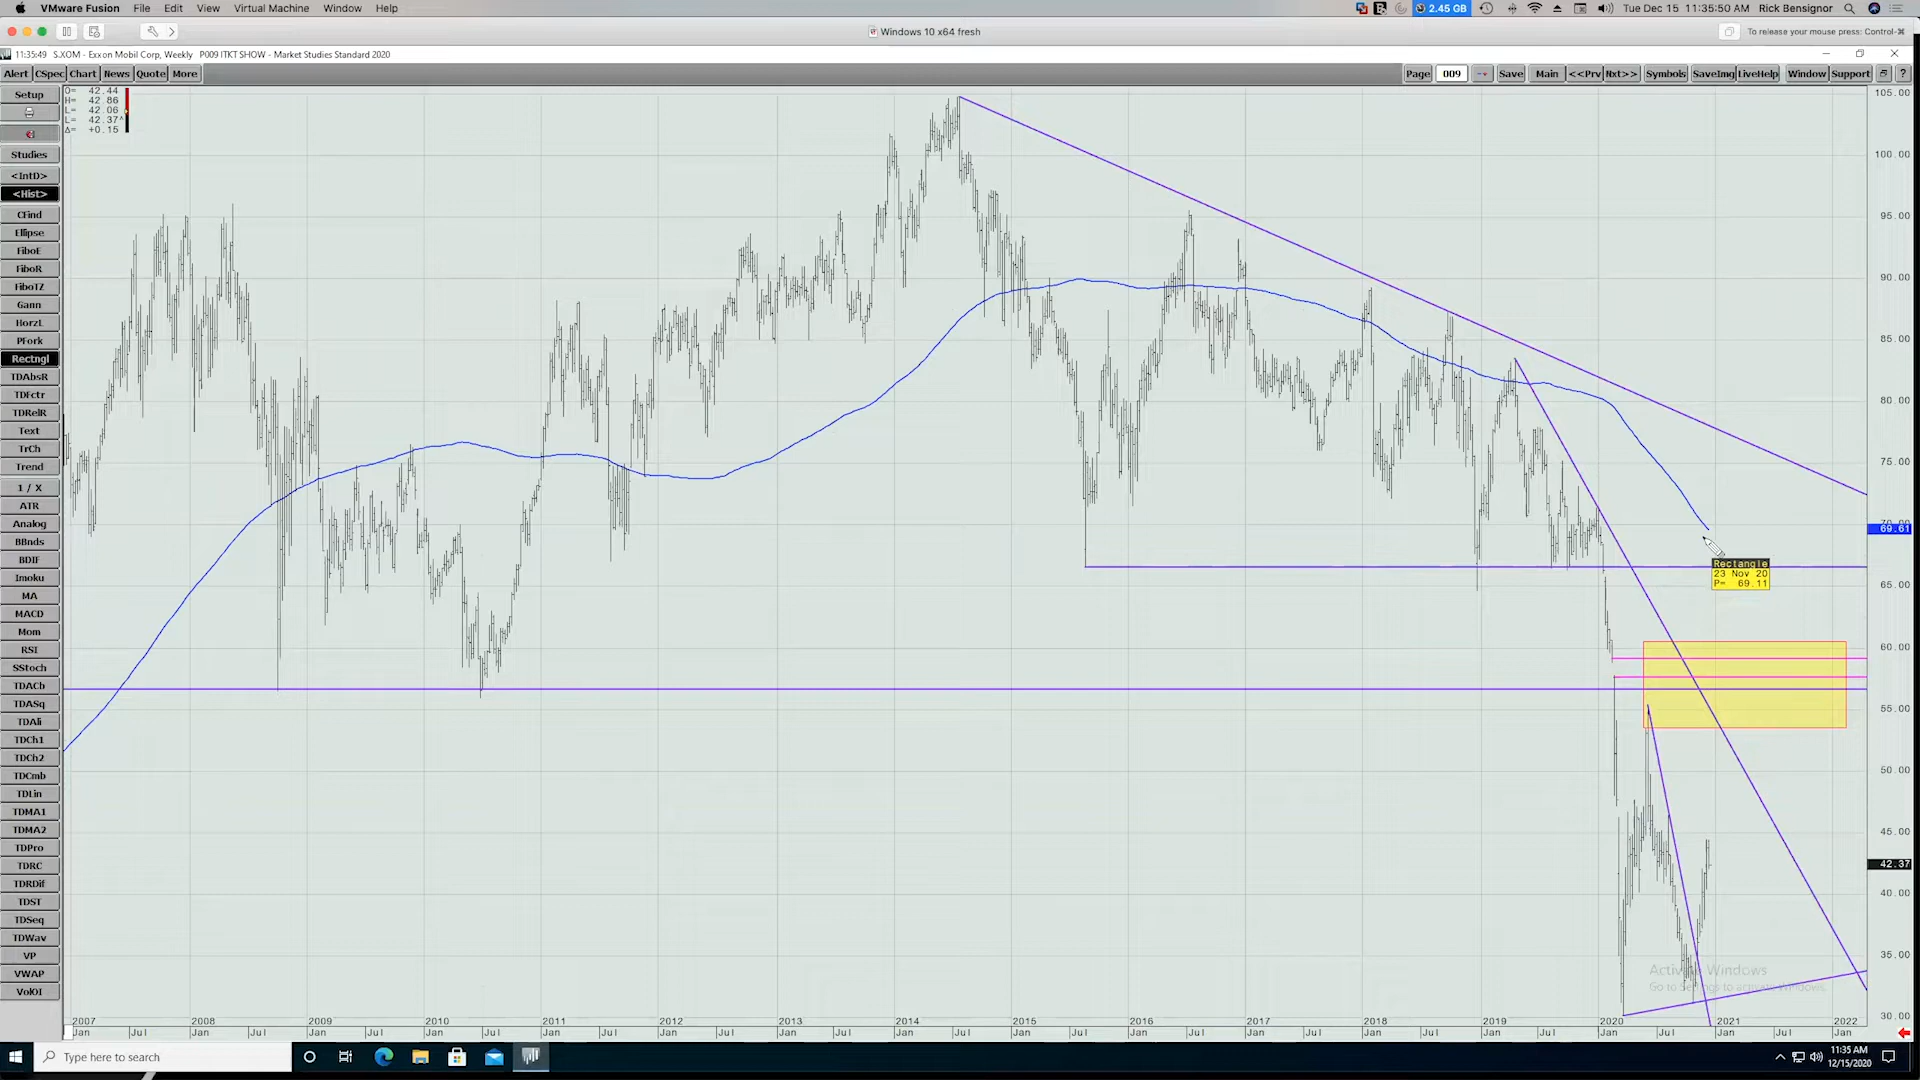 VMware Fusion File Edit View Virtual Machine Window Help
2.45 GB Tue Dec 15 11:35:50 AM Rick Bensignor
Windows 10 x64 fresh
To release your mouse press: Control-⌘
11:35:49 S.XOM - Exxon Mobil Corp, Weekly P009 ITKT SHOW - Market Studies Standard 2020
Alert CSpec Chart News Quote More
Page 009 Save Main <<Prv Nxt>> Symbols SaveImg LiveHelp Window Support ?
Setup
Studies
<IntD>
<Hist>
CFind
Ellipse
FiboE
FiboR
FiboTZ
Gann
HorzL
PFork
Rectngl
TDAbsR
TDFctr
TDRelR
Text
TrCh
Trend
1 / X
ATR
Analog
BBnds
BDIF
Imoku
MA
MACD
Mom
RSI
SStoch
TDACh
TDASq
TDAli
TDCh1
TDCh2
TDCmb
TDLin
TDMA1
TDMA2
TDPro
TDRC
TDRDif
TDST
TDSeq
TDWav
VP
VWAP
VolOI
O= 42.44
H= 42.86
L= 42.06
L= 42.37^
Δ= +0.15
105.00
100.00
95.00
90.00
85.00
80.00
75.00
70.00
69.61
65.00
60.00
55.00
50.00
45.00
42.37
40.00
35.00
30.00
Rectangle
23 Nov 20
P= 69.11
Activate Windows
Go to Settings to activate Windows.
2007 2008 2009 2010 2011 2012 2013 2014 2015 2016 2017 2018 2019 2020 2021 2022
Jan Jul Jan Jul Jan Jul Jan Jul Jan Jul Jan Jul Jan Jul Jan Jul Jan Jul Jan Jul Jan Jul Jan Jul Jan Jul Jan Jul Jan Jul Jan
Type here to search
11:35 AM
12/15/2020